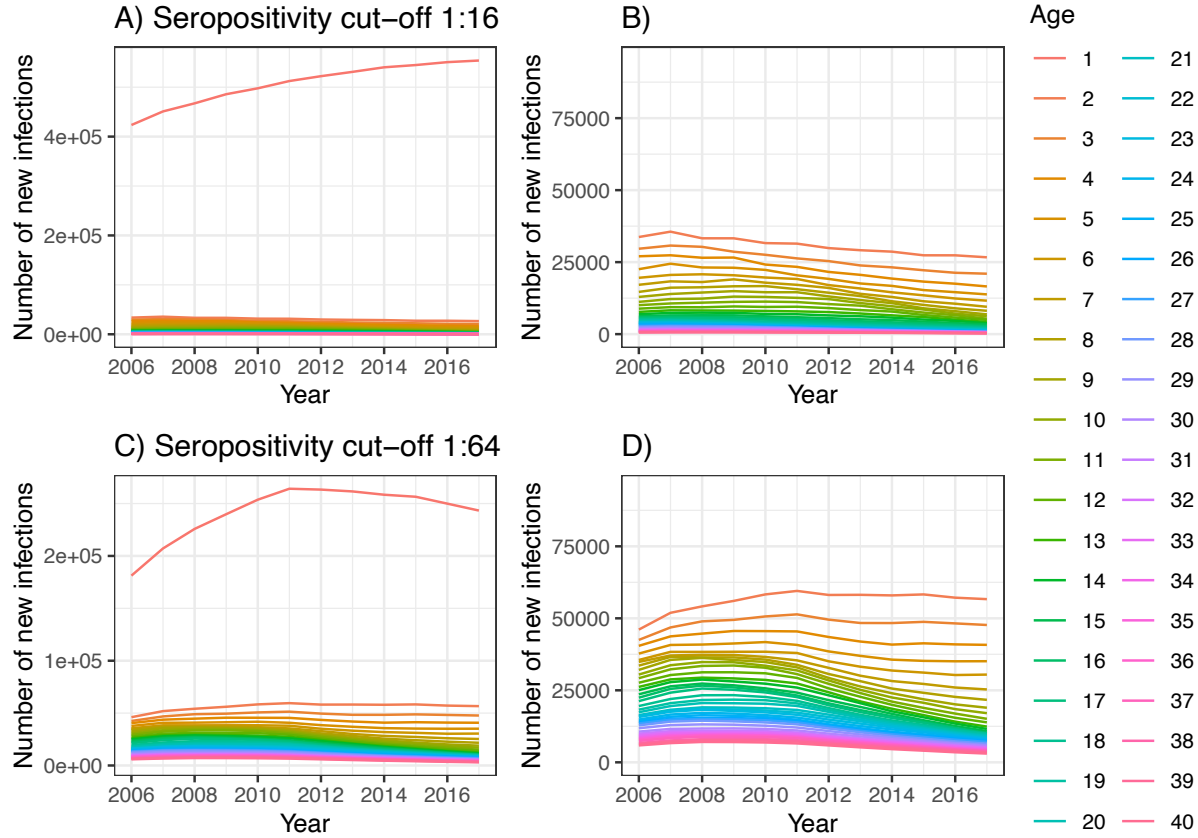 A) Seropositivity cut−off 1:16
B)
Number of new infections
4e+05
2e+05
0e+00
2006 2008 2010 2012 2014 2016
Year
Number of new infections
75000
50000
25000
0
2006 2008 2010 2012 2014 2016
Year
C) Seropositivity cut−off 1:64
D)
Number of new infections
2e+05
1e+05
0e+00
2006 2008 2010 2012 2014 2016
Year
Number of new infections
75000
50000
25000
0
2006 2008 2010 2012 2014 2016
Year
Age
1
2
3
4
5
6
7
8
9
10
11
12
13
14
15
16
17
18
19
20
21
22
23
24
25
26
27
28
29
30
31
32
33
34
35
36
37
38
39
40